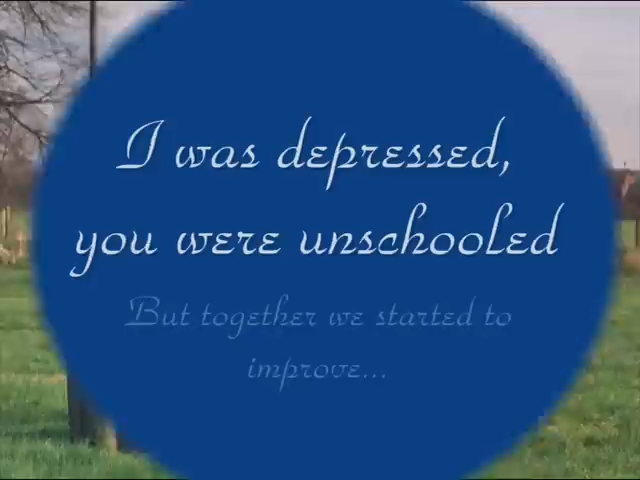 I was depressed,
you were unschooled
But together we started to
improve...